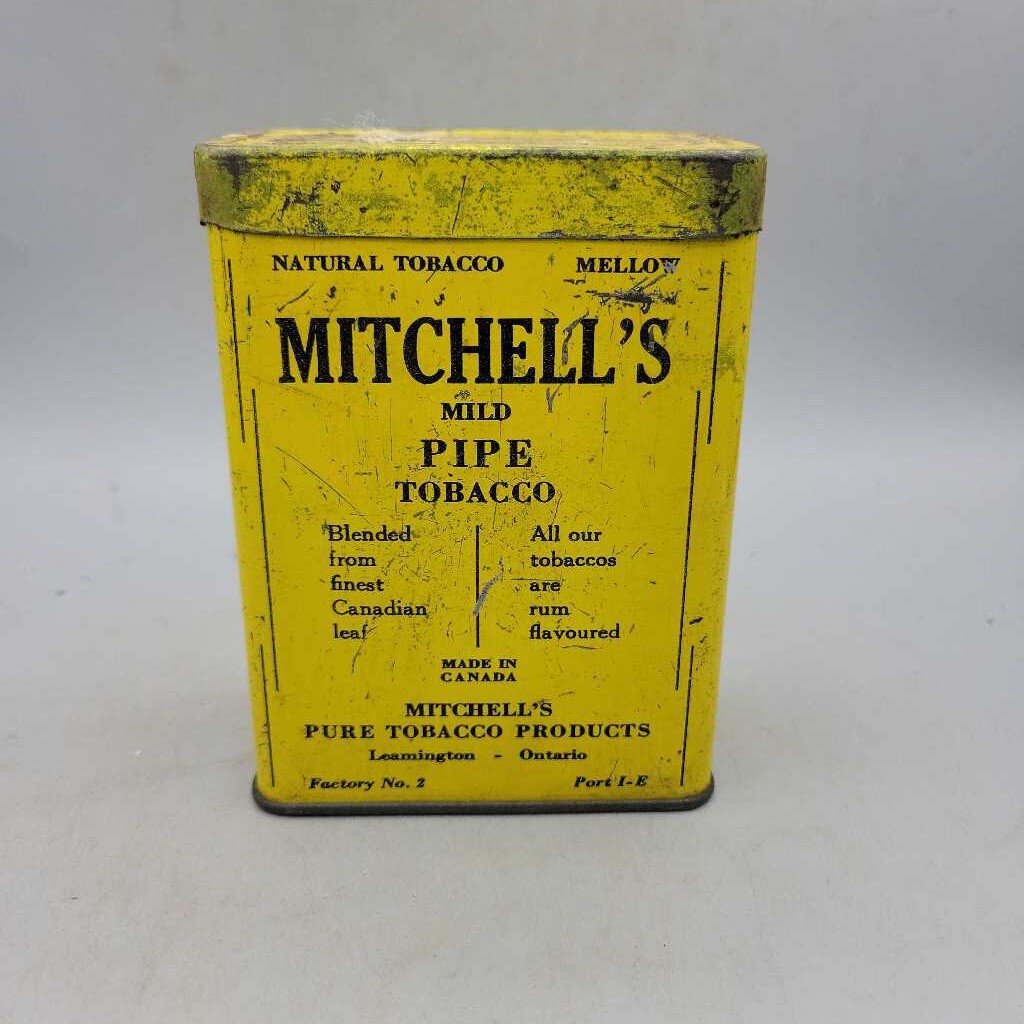 NATURAL TOBACCO MELLOW
MITCHELL'S
MILD
PIPE
TOBACCO
Blended
from
finest
Canadian
leaf
All our
tobaccos
are
rum
flavoured
MADE IN
CANADA
MITCHELL'S
PURE TOBACCO PRODUCTS
Leamington - Ontario
Factory No. 2 Port I-E